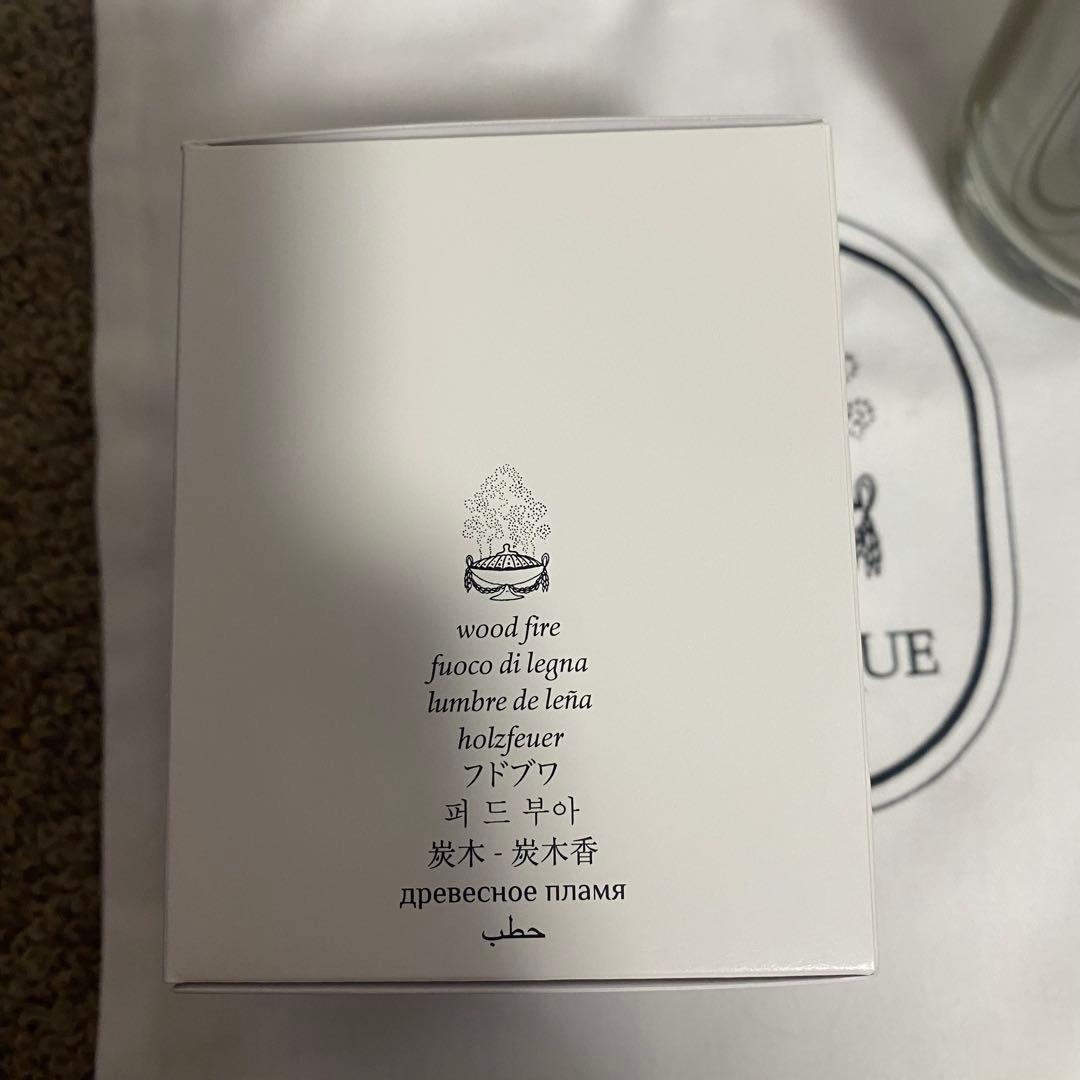 wood fire
fuoco di legna
lumbre de leña
holzfeuer
フドブワ
퍼 드 부아
炭木 - 炭木香
древесное пламя
حطب
UE